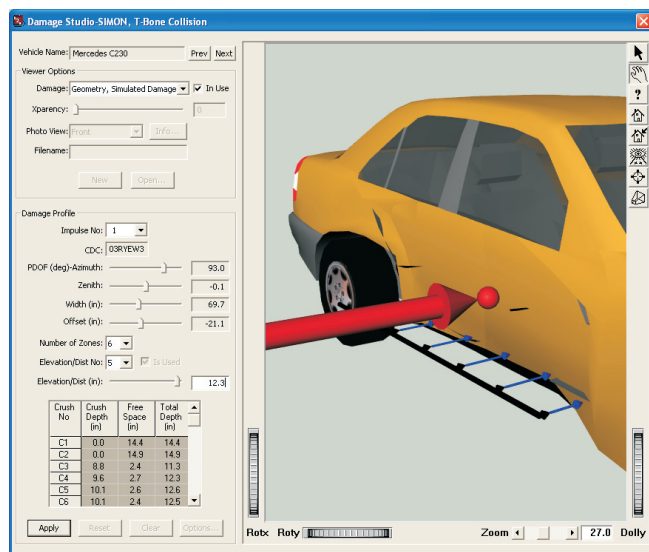 Damage Studio-SIMON, T-Bone Collision
Vehicle Name: Mercedes C230 Prev Next
Viewer Options
Damage: Geometry, Simulated Damage In Use
Xparency: 0
Photo View: Front Info...
Filename:
New Open...
Damage Profile
Impulse No: 1
CDC: 03RYEW3
PDOF (deg)-Azimuth: 93.0
Zenith: -0.1
Width (in): 69.7
Offset (in): -21.1
Number of Zones: 6
Elevation/Dist No: 5 Is Used
Elevation/Dist (in): 12.3
Crush No Crush Depth (in) Free Space (in) Total Depth (in)
C1 0.0 14.4 14.4
C2 0.0 14.9 14.9
C3 8.8 2.4 11.3
C4 9.6 2.7 12.3
C5 10.1 2.6 12.6
C6 10.1 2.4 12.5
Apply Reset Clear Options...
Rotx Roty Zoom 27.0 Dolly
?